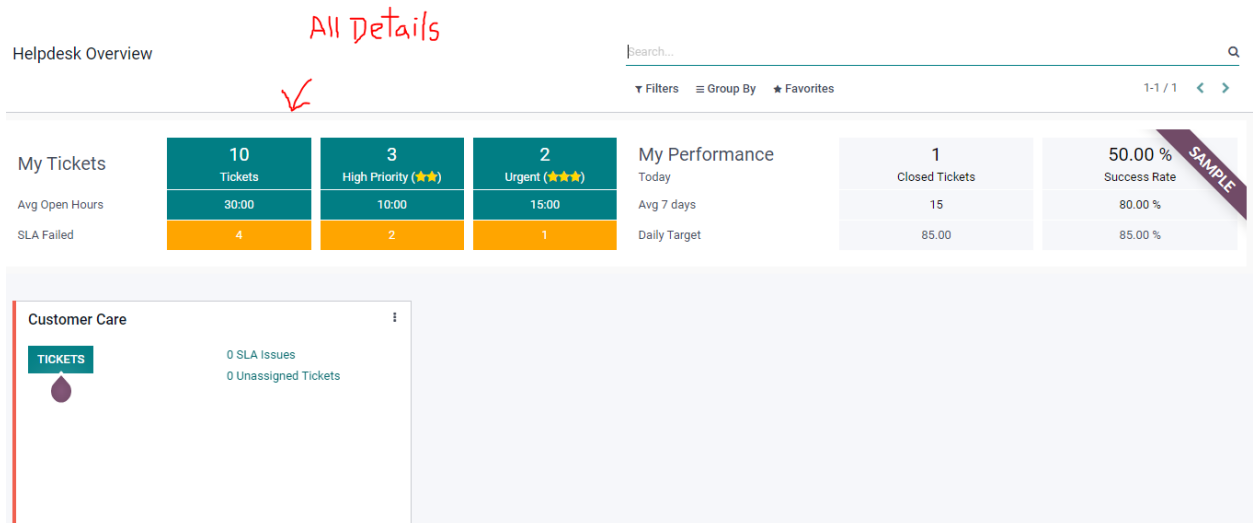 All Details
Helpdesk Overview
Search...
Filters Group By Favorites
1-1 / 1
My Tickets
10
Tickets
3
High Priority (★★)
2
Urgent (★★★)
Avg Open Hours
30:00
10:00
15:00
SLA Failed
4
2
1
My Performance
Today
1
Closed Tickets
50.00 %
Success Rate
Avg 7 days
15
80.00 %
Daily Target
85.00
85.00 %
SAMPLE
Customer Care
TICKETS
0 SLA Issues
0 Unassigned Tickets